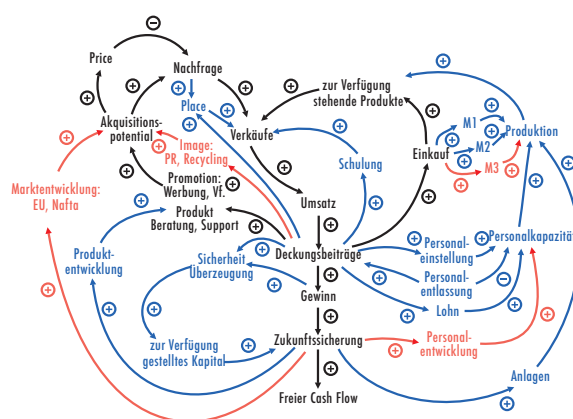 Price
Nachfrage
Place
Akquisitions-
potential
Verkäufe
zur Verfügung
stehende Produkte
Einkauf
M1
M2
M3
Produktion
Image:
PR, Recycling
Schulung
Promotion:
Werbung, Vf.
Marktentwicklung:
EU, Nafta
Produkt
Beratung, Support
Umsatz
Produkt-
entwicklung
Sicherheit
Überzeugung
Deckungsbeiträge
Personal-
einstellung
Personalkapazität
Personal-
entlassung
Lohn
Gewinn
zur Verfügung
gestelltes Kapital
Zukunftssicherung
Personal-
entwicklung
Anlagen
Freier Cash Flow